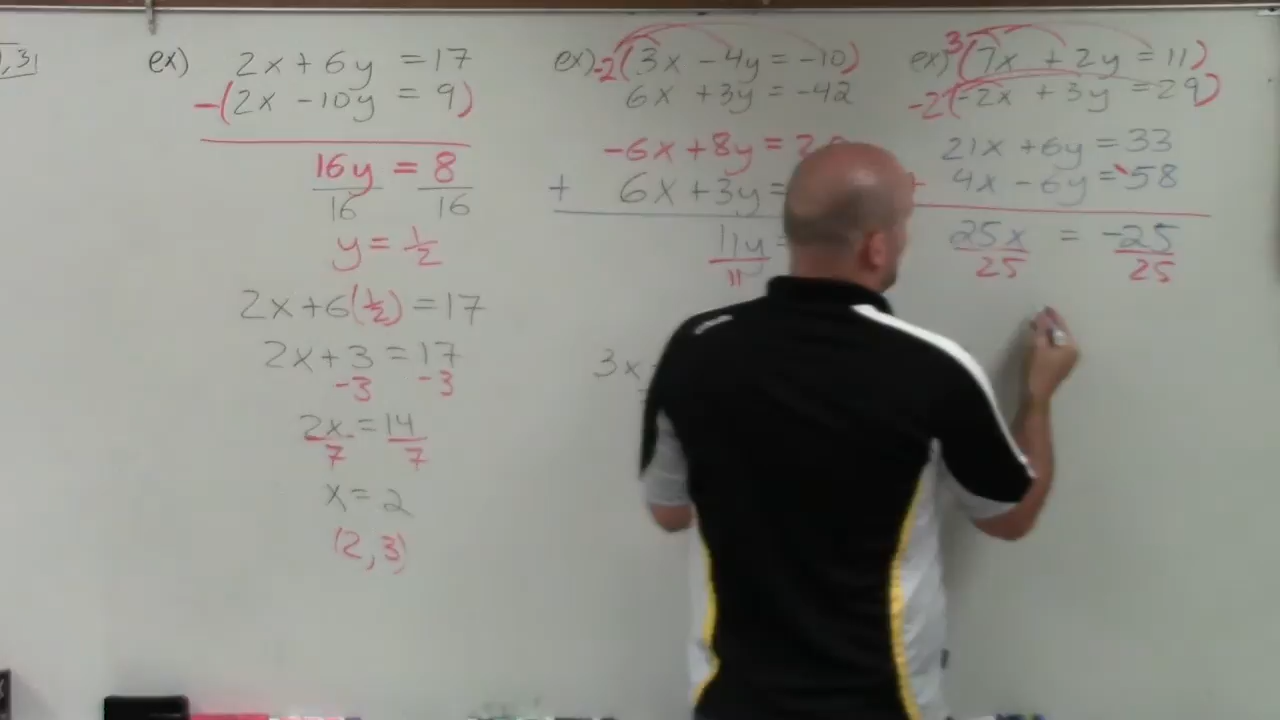 ,3)
ex) 2x + 6y = 17
-(2x - 10y = 9)
16y = 8
16 16
y = 1/2
2x + 6(1/2) = 17
2x + 3 = 17
-3 -3
2x = 14
7 7
x = 2
(2,3)
ex) -2(3x - 4y = -10)
6x + 3y = -42
-6x + 8y = 2
+ 6x + 3y =
11y =
11
3x
ex) 3(7x + 2y = 11)
-2(-2x + 3y = 29)
21x + 6y = 33
+ 4x - 6y = -58
25x = -25
25 25